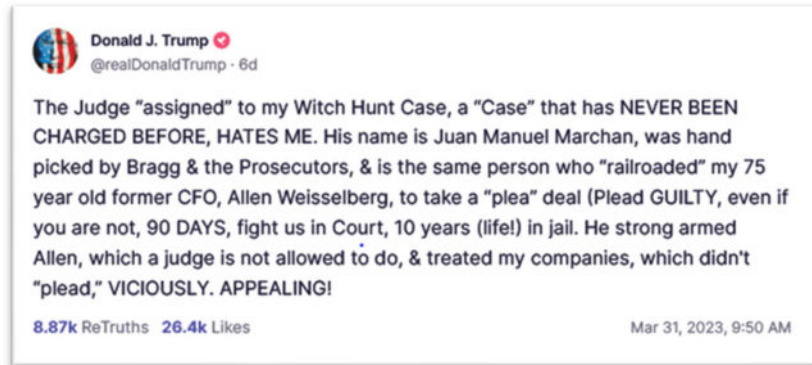 Donald J. Trump
@realDonaldTrump · 6d
The Judge “assigned” to my Witch Hunt Case, a “Case” that has NEVER BEEN
CHARGED BEFORE, HATES ME. His name is Juan Manuel Marchan, was hand
picked by Bragg & the Prosecutors, & is the same person who “railroaded” my 75
year old former CFO, Allen Weisselberg, to take a “plea” deal (Plead GUILTY, even if
you are not, 90 DAYS, fight us in Court, 10 years (life!) in jail. He strong armed
Allen, which a judge is not allowed to do, & treated my companies, which didn't
“plead,” VICIOUSLY. APPEALING!
8.87k ReTruths 26.4k Likes Mar 31, 2023, 9:50 AM